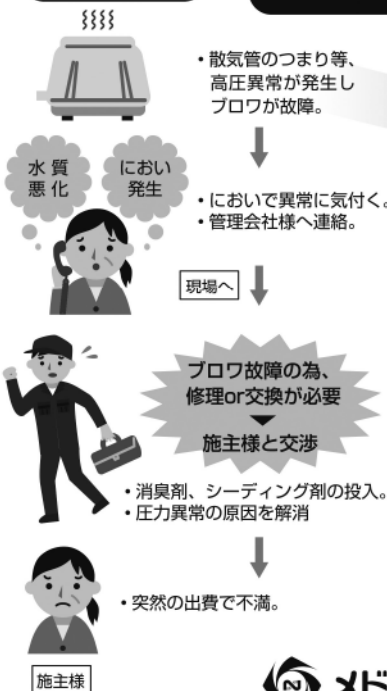 ・散気管のつまり等、
高圧異常が発生し
ブロワが故障。
水質
悪化
におい
発生
・においで異常に気付く。
・管理会社様へ連絡。
現場へ
ブロワ故障の為、
修理or交換が必要
施主様と交渉
・消臭剤、シーディング剤の投入。
・圧力異常の原因を解消
・突然の出費で不満。
施主様
メド